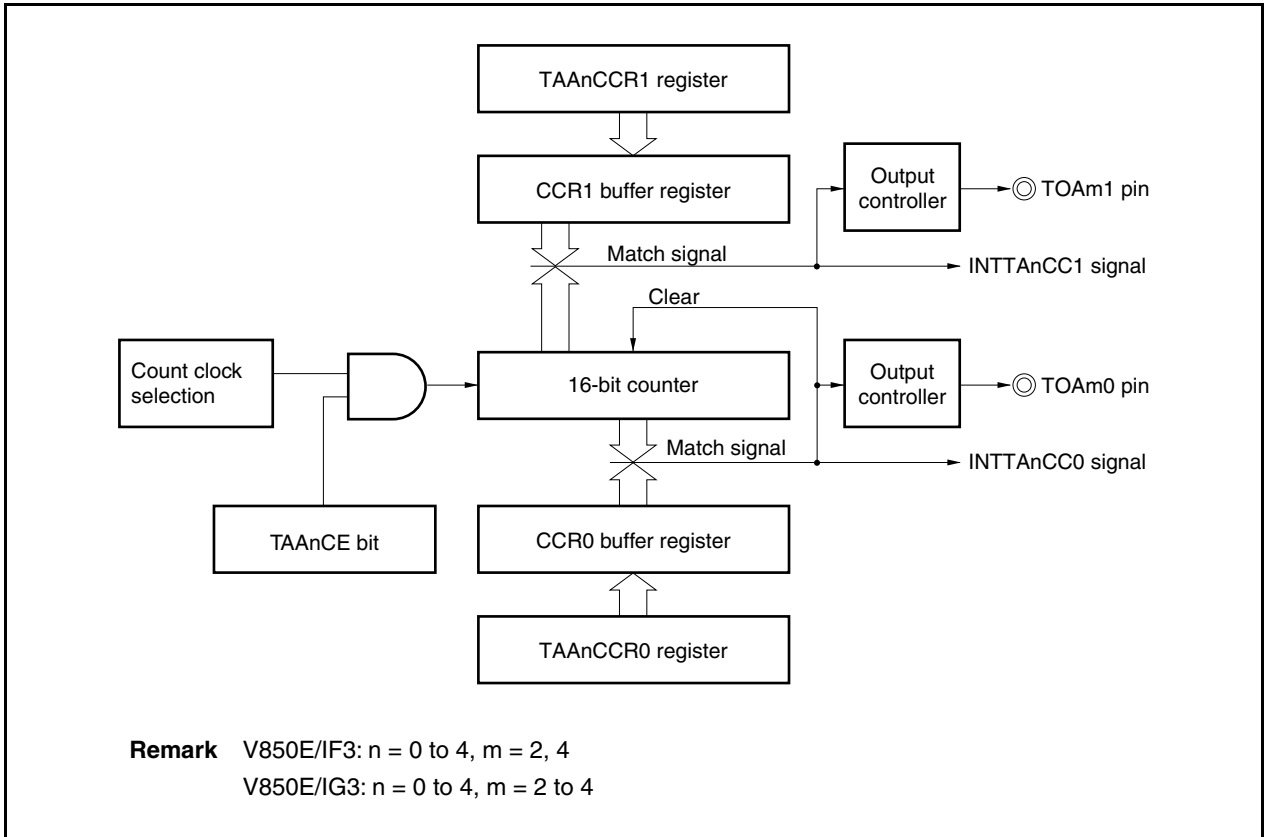 TAAnCCR1 register
CCR1 buffer register
Output
controller
TOAm1 pin
Match signal
INTTAnCC1 signal
Clear
Count clock
selection
16-bit counter
Output
controller
TOAm0 pin
Match signal
INTTAnCC0 signal
TAAnCE bit
CCR0 buffer register
TAAnCCR0 register
Remark V850E/IF3: n = 0 to 4, m = 2, 4
V850E/IG3: n = 0 to 4, m = 2 to 4